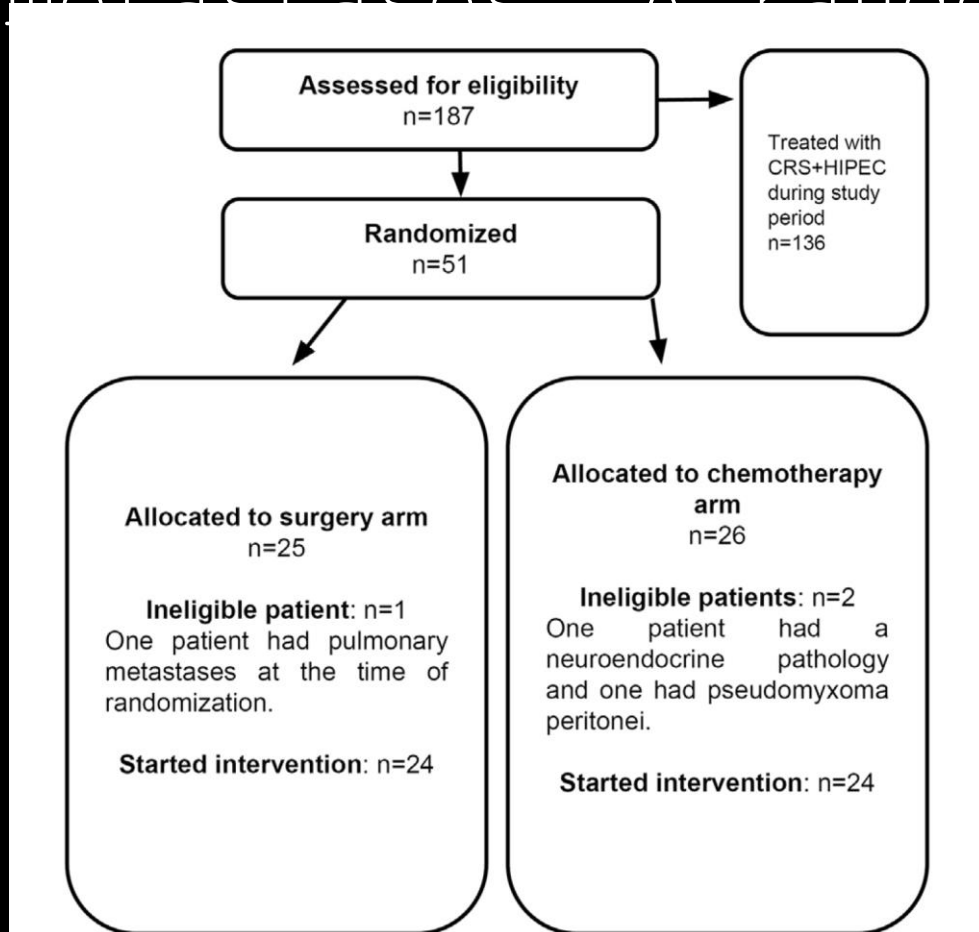 Assessed for eligibility
n=187
Treated with
CRS+HIPEC
during study
period
n=136
Randomized
n=51
Allocated to surgery arm
n=25
Ineligible patient: n=1
One patient had pulmonary
metastases at the time of
randomization.
Started intervention: n=24
Allocated to chemotherapy
arm
n=26
Ineligible patients: n=2
One patient had a
neuroendocrine pathology
and one had pseudomyxoma
peritonei.
Started intervention: n=24